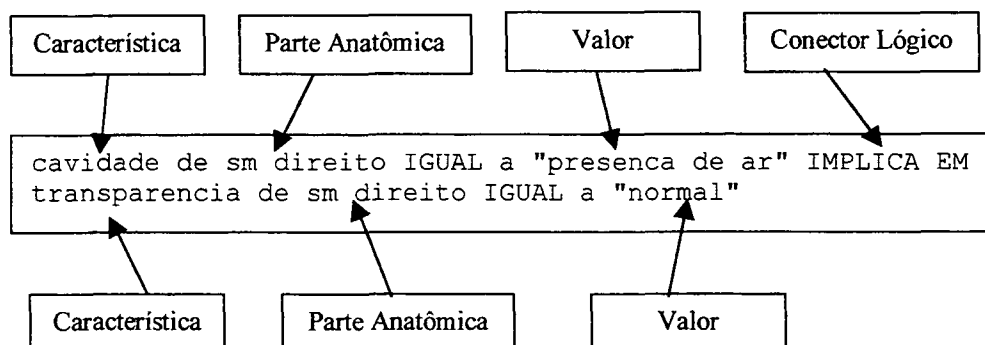 Característica
Parte Anatômica
Valor
Conector Lógico
cavidade de sm direito IGUAL a "presenca de ar" IMPLICA EM
transparencia de sm direito IGUAL a "normal"
Característica
Parte Anatômica
Valor